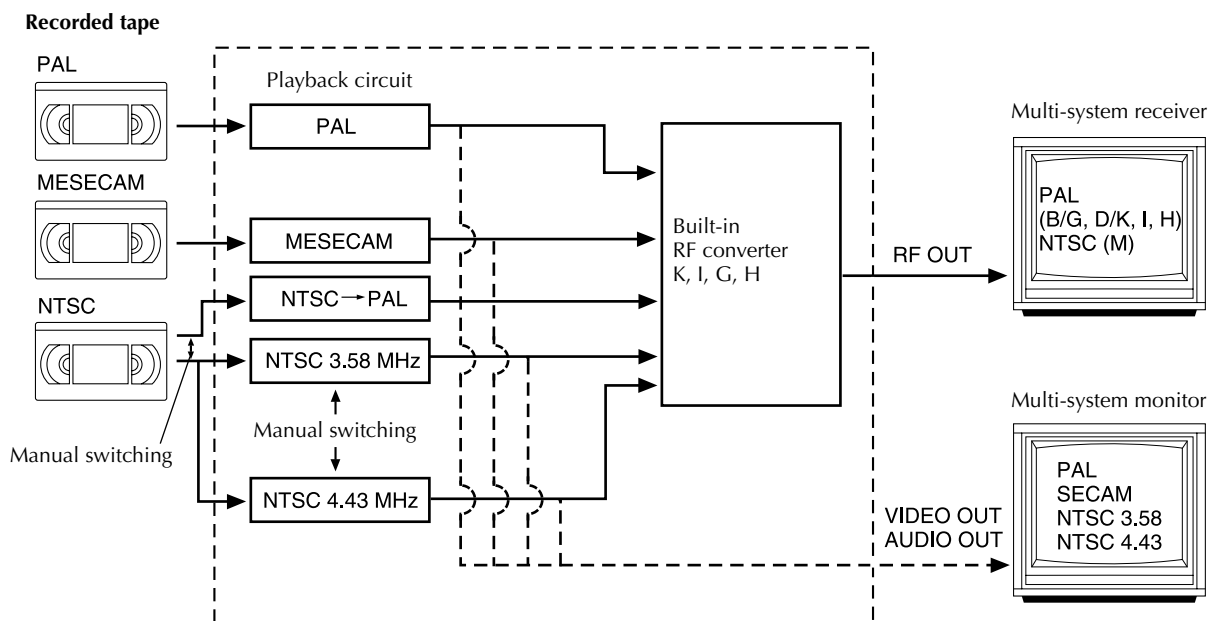 Recorded tape
PAL
MESECAM
NTSC
Manual switching
Playback circuit
PAL
MESECAM
NTSC→PAL
NTSC 3.58 MHz
Manual switching
NTSC 4.43 MHz
Built-in
RF converter
K, I, G, H
RF OUT
VIDEO OUT
AUDIO OUT
Multi-system receiver
PAL
(B/G, D/K, I, H)
NTSC (M)
Multi-system monitor
PAL
SECAM
NTSC 3.58
NTSC 4.43